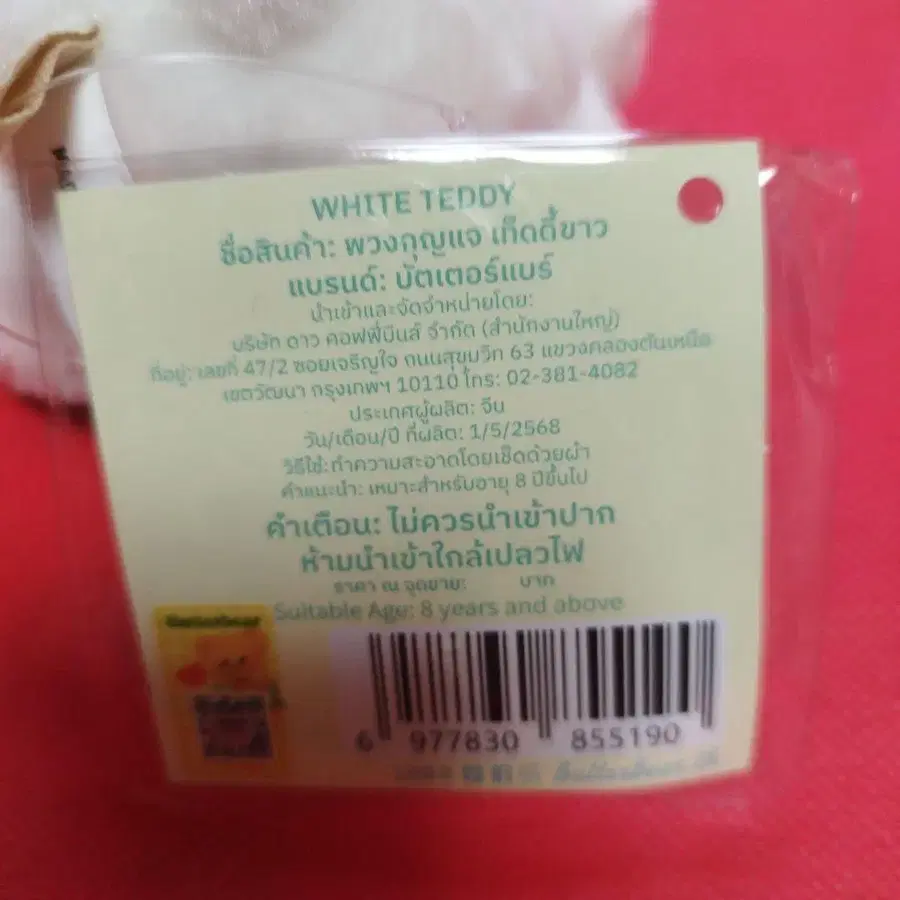 WHITE TEDDY
ชื่อสินค้า: พวงกุญแจ เท็ดดี้ขาว
แบรนด์: บัตเตอร์แบร์
นำเข้าและจัดจำหน่ายโดย:
บริษัท ดาว คอฟฟี่บีนส์ จำกัด (สำนักงานใหญ่)
ที่อยู่: เลขที่ 47/2 ซอยเจริญใจ ถนนสุขุมวิท 63 แขวงคลองตันเหนือ
เขตวัฒนา กรุงเทพฯ 10110 โทร: 02-381-4082
ประเทศผู้ผลิต: จีน
วัน/เดือน/ปี ที่ผลิต: 1/5/2568
วิธีใช้: ทำความสะอาดโดยเช็ดด้วยผ้า
คำแนะนำ: เหมาะสำหรับอายุ 8 ปีขึ้นไป
คำเตือน: ไม่ควรนำเข้าปาก
ห้ามนำเข้าใกล้เปลวไฟ
ราคา ณ จุดขาย: บาท
Suitable Age: 8 years and above
Butterbear
6 977830 855190